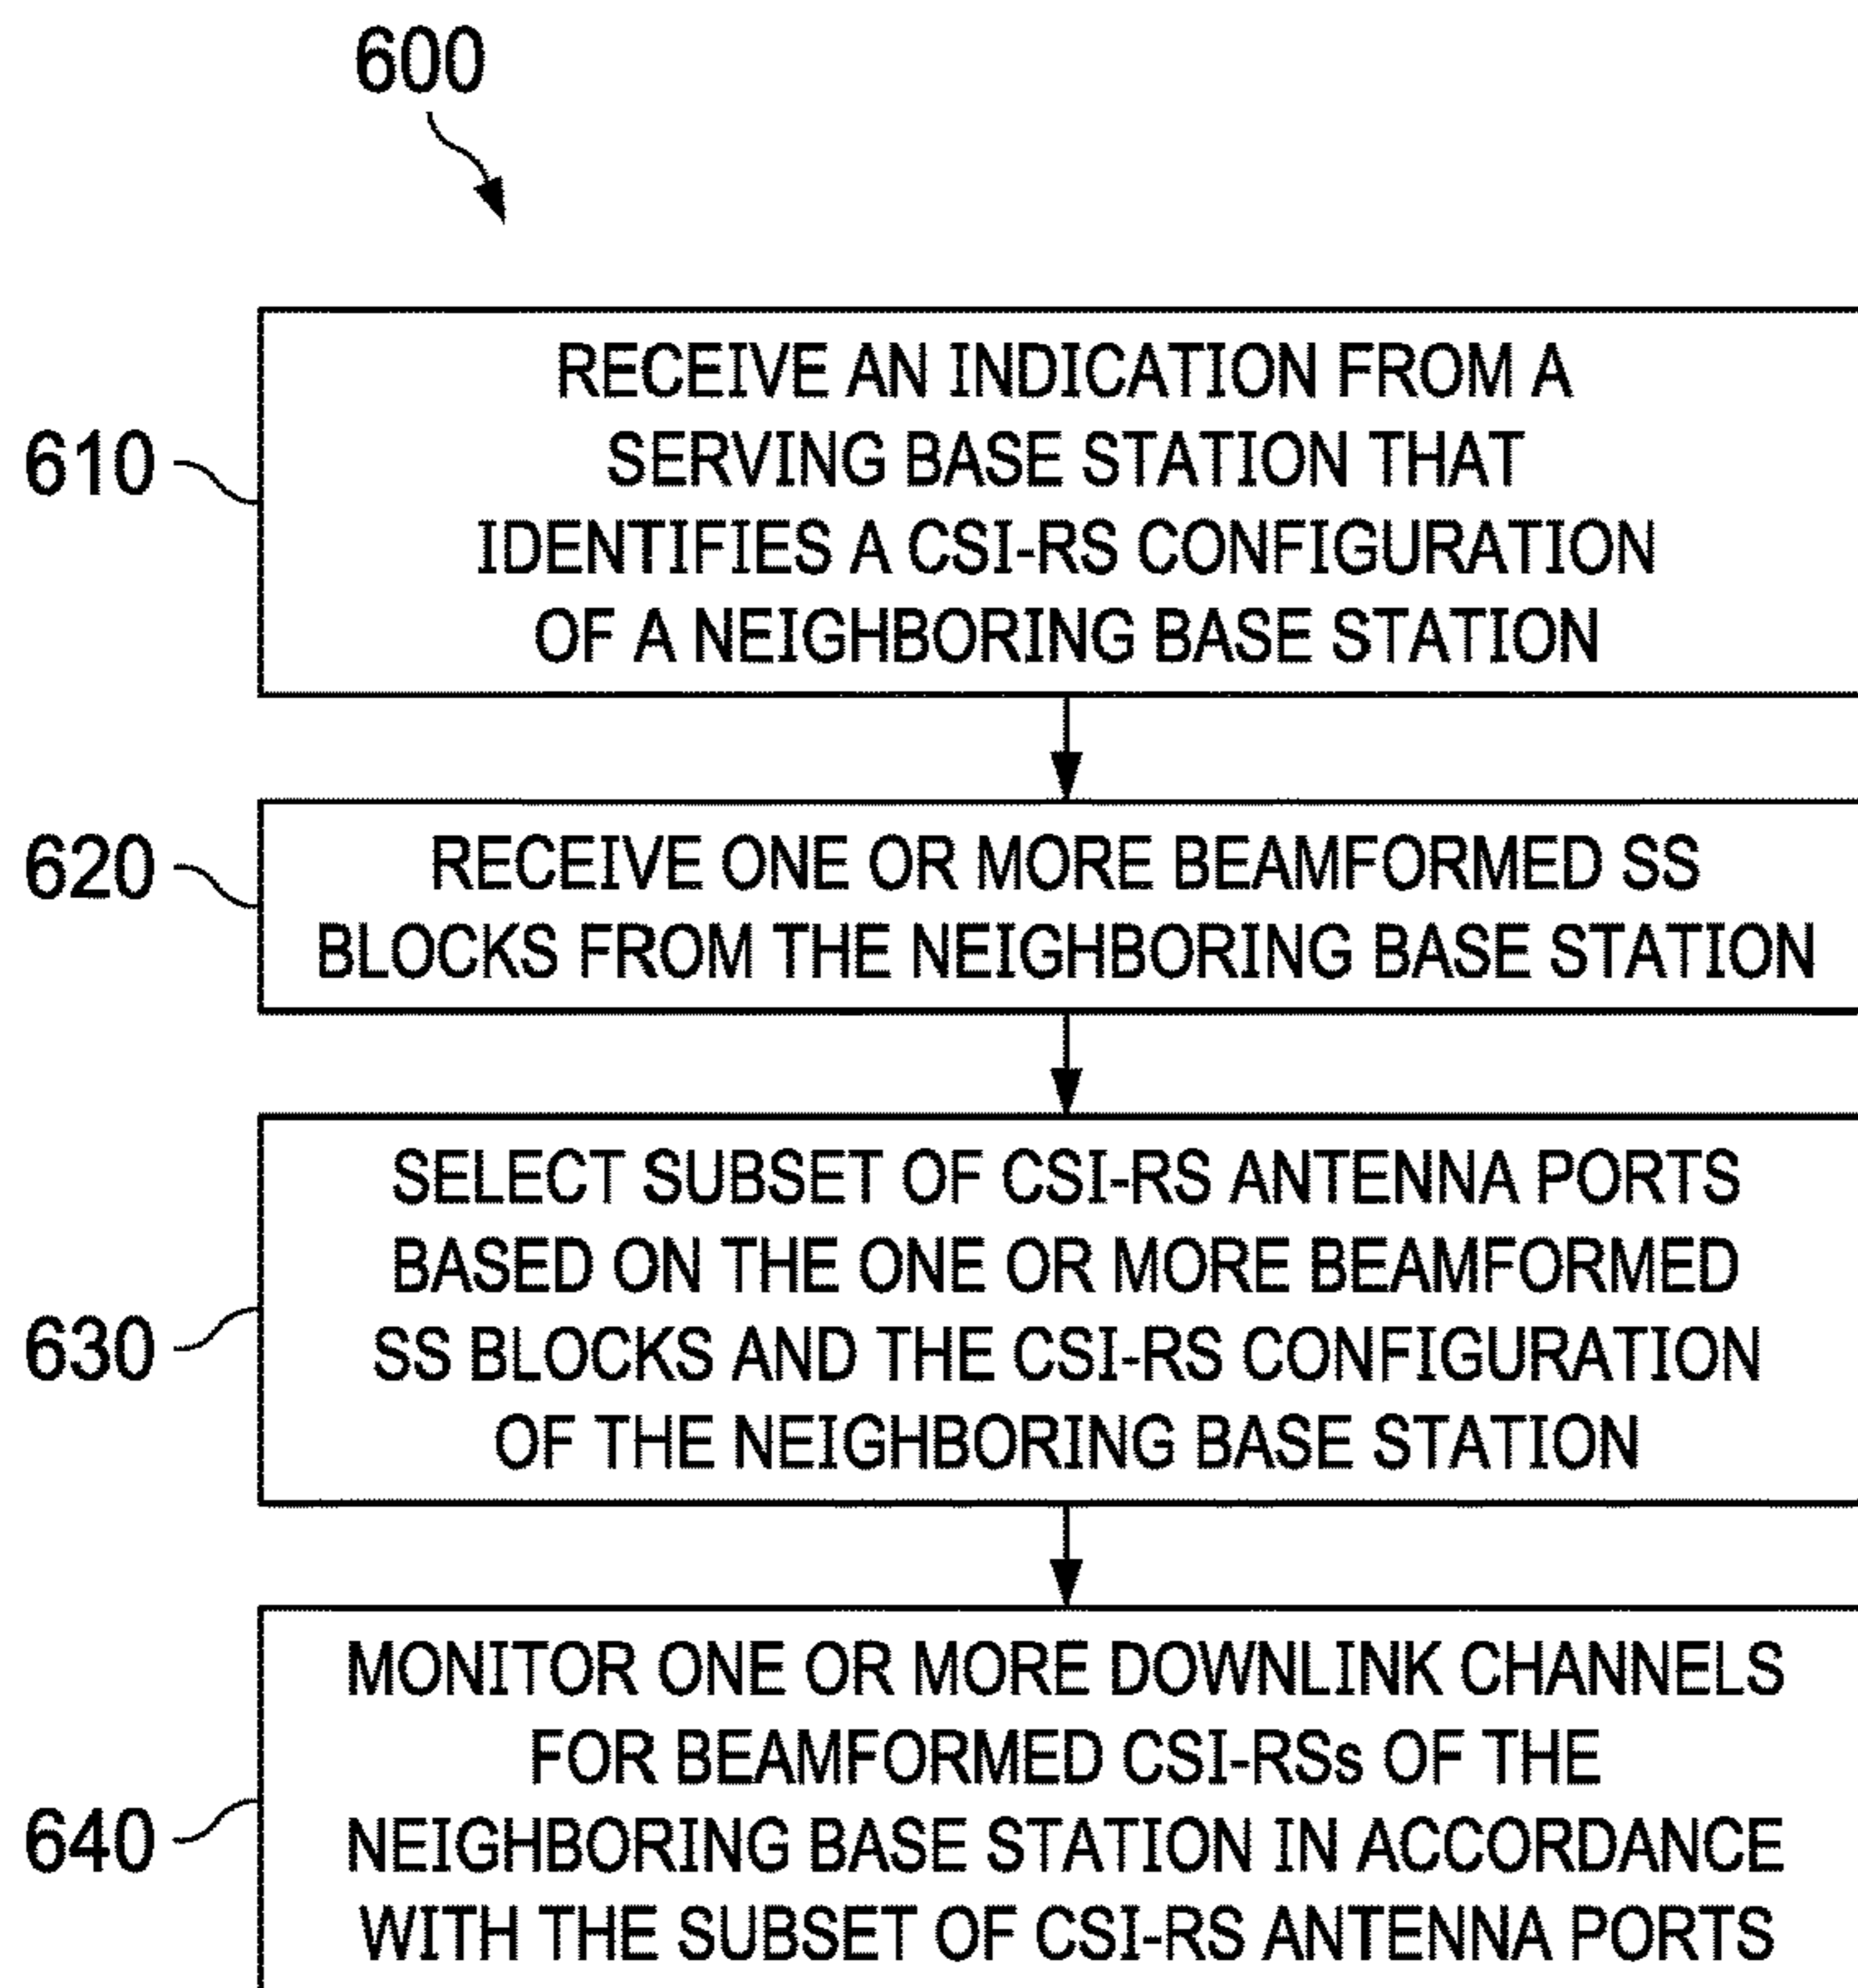 600
610
RECEIVE AN INDICATION FROM A
SERVING BASE STATION THAT
IDENTIFIES A CSI-RS CONFIGURATION
OF A NEIGHBORING BASE STATION
620
RECEIVE ONE OR MORE BEAMFORMED SS
BLOCKS FROM THE NEIGHBORING BASE STATION
630
SELECT SUBSET OF CSI-RS ANTENNA PORTS
BASED ON THE ONE OR MORE BEAMFORMED
SS BLOCKS AND THE CSI-RS CONFIGURATION
OF THE NEIGHBORING BASE STATION
640
MONITOR ONE OR MORE DOWNLINK CHANNELS
FOR BEAMFORMED CSI-RSs OF THE
NEIGHBORING BASE STATION IN ACCORDANCE
WITH THE SUBSET OF CSI-RS ANTENNA PORTS